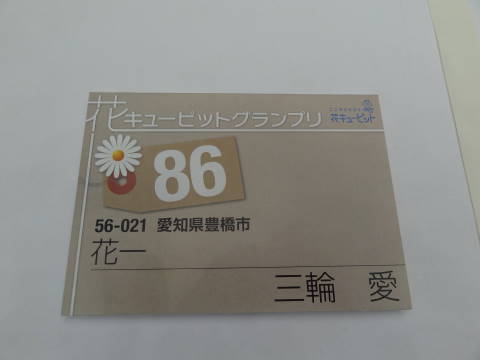 花キューピットグランプリ
花キューピット
86
56-021 愛知県豊橋市
花一
三輪 愛